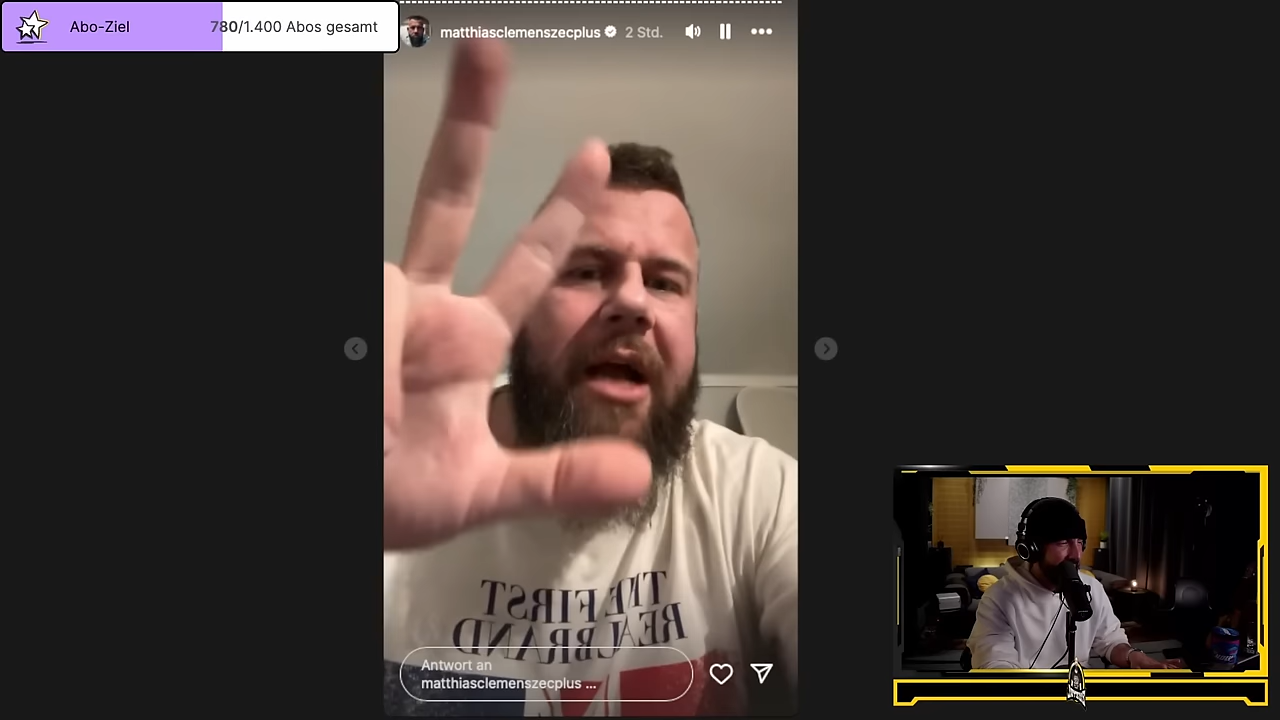 Abo-Ziel
780/1.400 Abos gesamt
matthiasclemenszecplus 2 Std.
THE FIRST
REAL BRAND
Antwort an
matthiasclemenszecplus ...